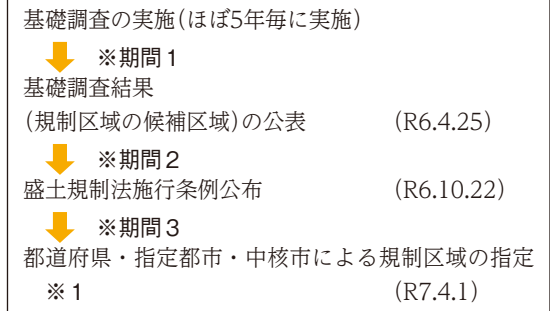 基礎調査の実施(ほぼ5年毎に実施)
※期間1
基礎調査結果
(規制区域の候補区域)の公表 (R6.4.25)
※期間2
盛土規制法施行条例公布 (R6.10.22)
※期間3
都道府県・指定都市・中核市による規制区域の指定
※1 (R7.4.1)